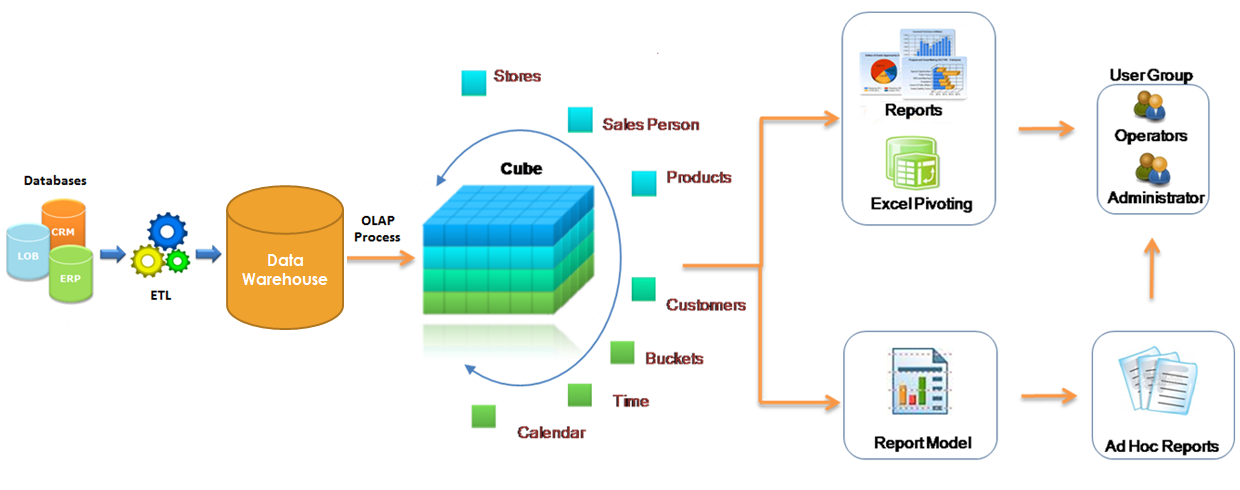 Databases
CRM
LOB
ERP
ETL
Data
Warehouse
OLAP
Process
Cube
Stores
Sales Person
Products
Customers
Buckets
Time
Calendar
Reports
Excel Pivoting
Report Model
User Group
Operators
Administrator
Ad Hoc Reports